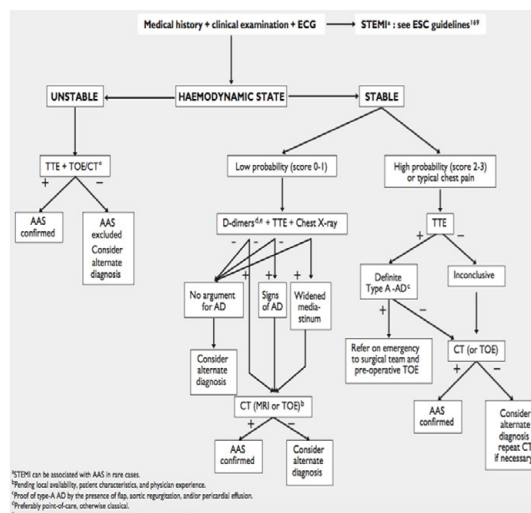 Medical history + clinical examination + ECG
STEMIª : see ESC guidelines¹⁶⁹
UNSTABLE
HAEMODYNAMIC STATE
STABLE
TTE + TOE/CT°
+
−
AAS
confirmed
AAS
excluded
Consider
alternate
diagnosis
Low probability (score 0-1)
High probability (score 2-3)
or typical chest pain
D-dimersᵈ,ᵉ + TTE + Chest X-ray
TTE
-
-
-
+
+
+
No argument
for AD
Signs
of AD
Widened
media-
stinum
Consider
alternate
diagnosis
CT (MRI or TOE)ᵇ
+
−
AAS
confirmed
Consider
alternate
diagnosis
+
−
Definite
Type A -ADᶜ
Inconclusive
+
−
Refer on emergency
to surgical team and
pre-operative TOE
CT (or TOE)
+
−
AAS
confirmed
Consider
alternate
diagnosis
repeat CT
if necessary
ªSTEMI can be associated with AAS in rare cases.
ᵇPending local availability, patient characteristics, and physician experience.
ᶜProof of type-A AD by the presence of flap, aortic regurgitation, and/or pericardial effusion.
ᵈPreferably point-of-care, otherwise classical.